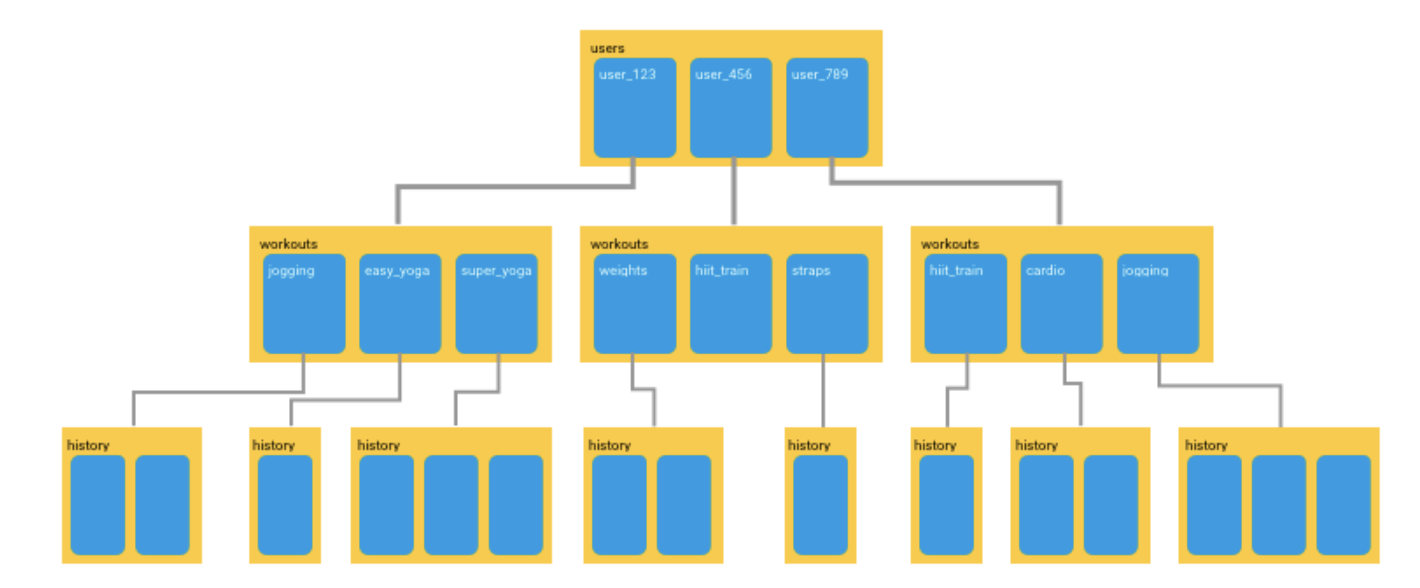 users
user_123 user_456 user_789
workouts workouts workouts
jogging easy_yoga super_yoga weights hiit_train straps hiit_train cardio jogging
history history history history history history history history